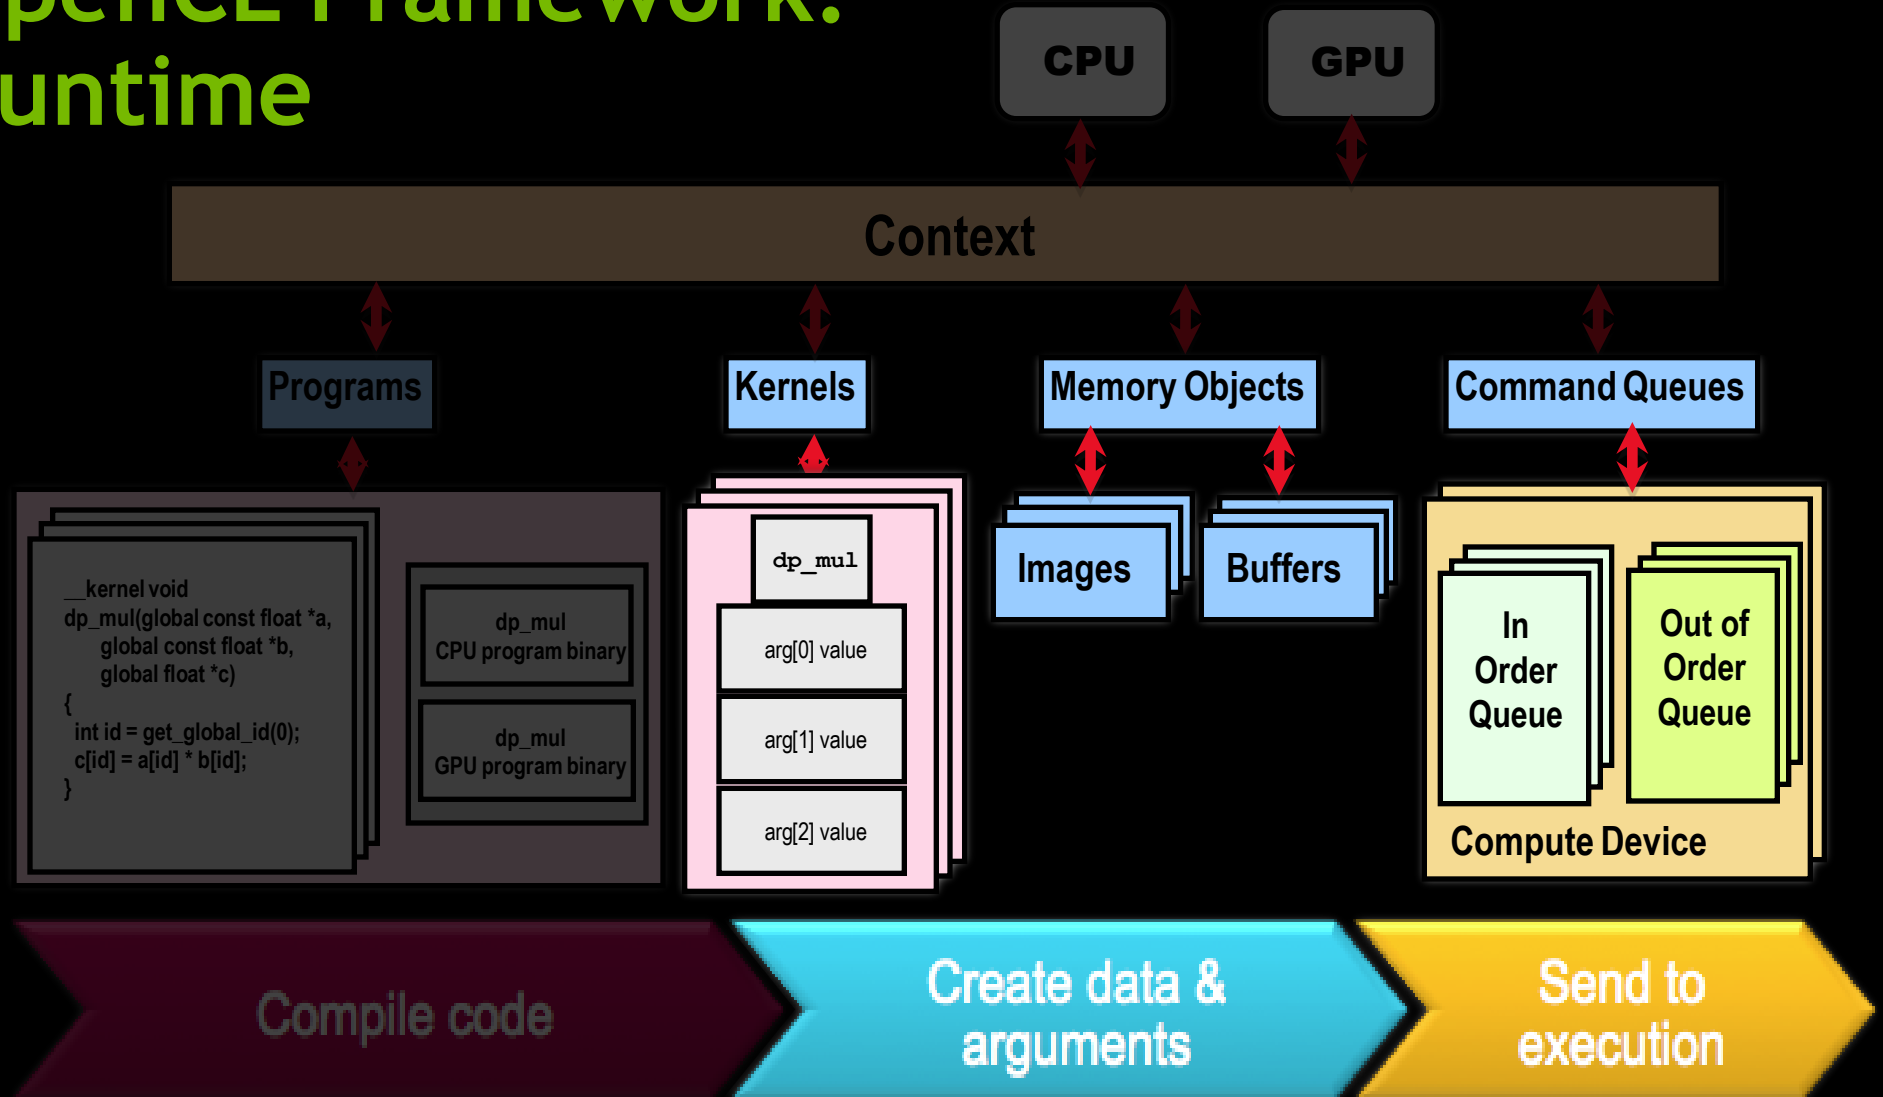 penCL Framework:
untime
CPU
GPU
Context
Programs
Kernels
Memory Objects
Command Queues
__kernel void
dp_mul(global const float *a,
global const float *b,
global float *c)
{
int id = get_global_id(0);
c[id] = a[id] * b[id];
}
dp_mul
CPU program binary
dp_mul
GPU program binary
dp_mul
arg[0] value
arg[1] value
arg[2] value
Images
Buffers
In
Order
Queue
Out of
Order
Queue
Compute Device
Compile code
Create data &
arguments
Send to
execution